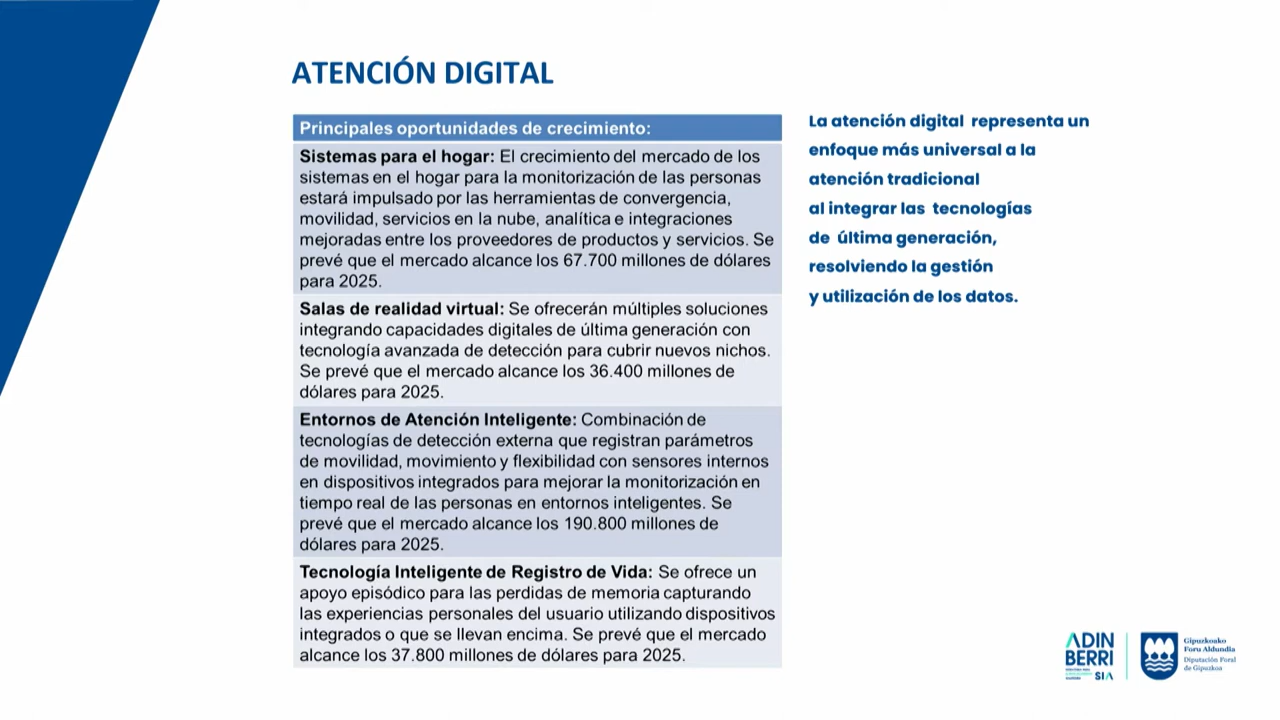 ATENCIÓN DIGITAL
Principales oportunidades de crecimiento:
Sistemas para el hogar: El crecimiento del mercado de los
sistemas en el hogar para la monitorización de las personas
estará impulsado por las herramientas de convergencia,
movilidad, servicios en la nube, analítica e integraciones
mejoradas entre los proveedores de productos y servicios. Se
prevé que el mercado alcance los 67.700 millones de dólares
para 2025.
Salas de realidad virtual: Se ofrecerán múltiples soluciones
integrando capacidades digitales de última generación con
tecnología avanzada de detección para cubrir nuevos nichos.
Se prevé que el mercado alcance los 36.400 millones de
dólares para 2025.
Entornos de Atención Inteligente: Combinación de
tecnologías de detección externa que registran parámetros
de movilidad, movimiento y flexibilidad con sensores internos
en dispositivos integrados para mejorar la monitorización en
tiempo real de las personas en entornos inteligentes. Se
prevé que el mercado alcance los 190.800 millones de
dólares para 2025.
Tecnología Inteligente de Registro de Vida: Se ofrece un
apoyo episódico para las perdidas de memoria capturando
las experiencias personales del usuario utilizando dispositivos
integrados o que se llevan encima. Se prevé que el mercado
alcance los 37.800 millones de dólares para 2025.
La atención digital representa un
enfoque más universal a la
atención tradicional
al integrar las tecnologías
de última generación,
resolviendo la gestión
y utilización de los datos.
ADIN
BERRI
SIA
Gipuzkoako
Foru Aldundia
Diputación Foral
de Gipuzkoa